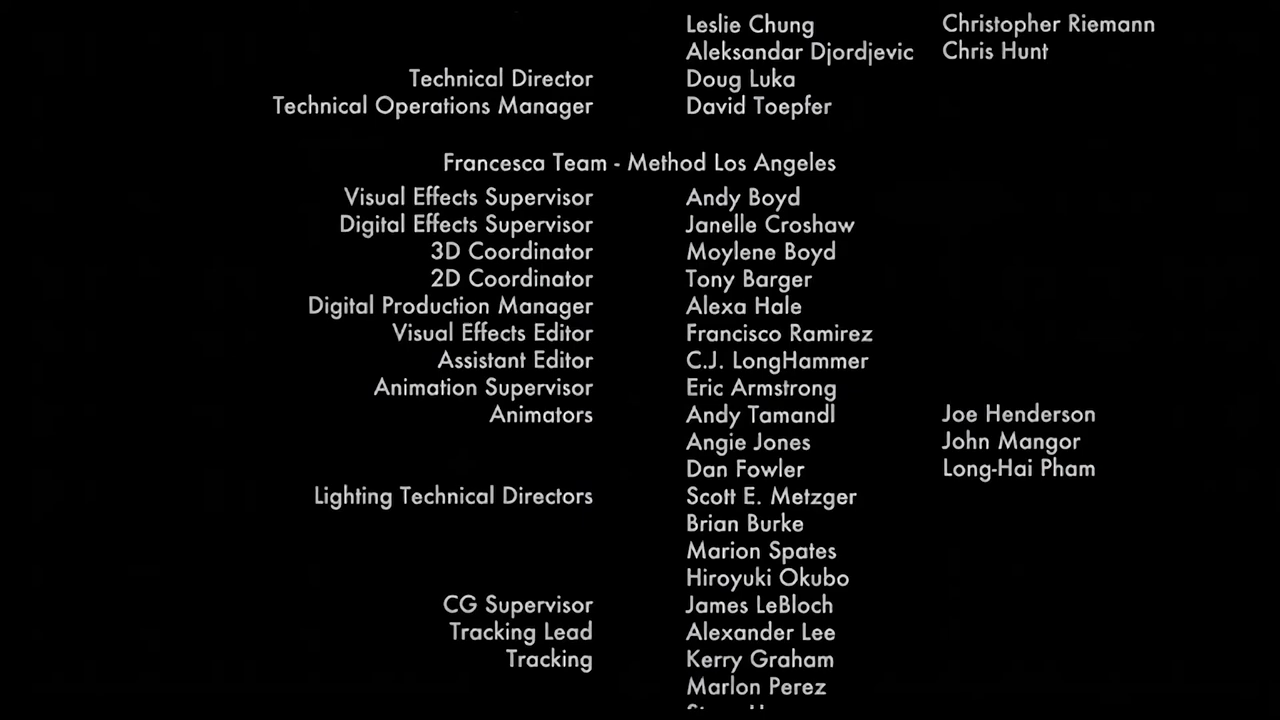 Leslie Chung Christopher Riemann
Aleksandar Djordjevic Chris Hunt
Technical Director Doug Luka
Technical Operations Manager David Toepfer
Francesca Team - Method Los Angeles
Visual Effects Supervisor Andy Boyd
Digital Effects Supervisor Janelle Croshaw
3D Coordinator Moylene Boyd
2D Coordinator Tony Barger
Digital Production Manager Alexa Hale
Visual Effects Editor Francisco Ramirez
Assistant Editor C.J. LongHammer
Animation Supervisor Eric Armstrong
Animators Andy Tamandl Joe Henderson
Angie Jones John Mangor
Dan Fowler Long-Hai Pham
Lighting Technical Directors Scott E. Metzger
Brian Burke
Marion Spates
Hiroyuki Okubo
CG Supervisor James LeBloch
Tracking Lead Alexander Lee
Tracking Kerry Graham
Marlon Perez